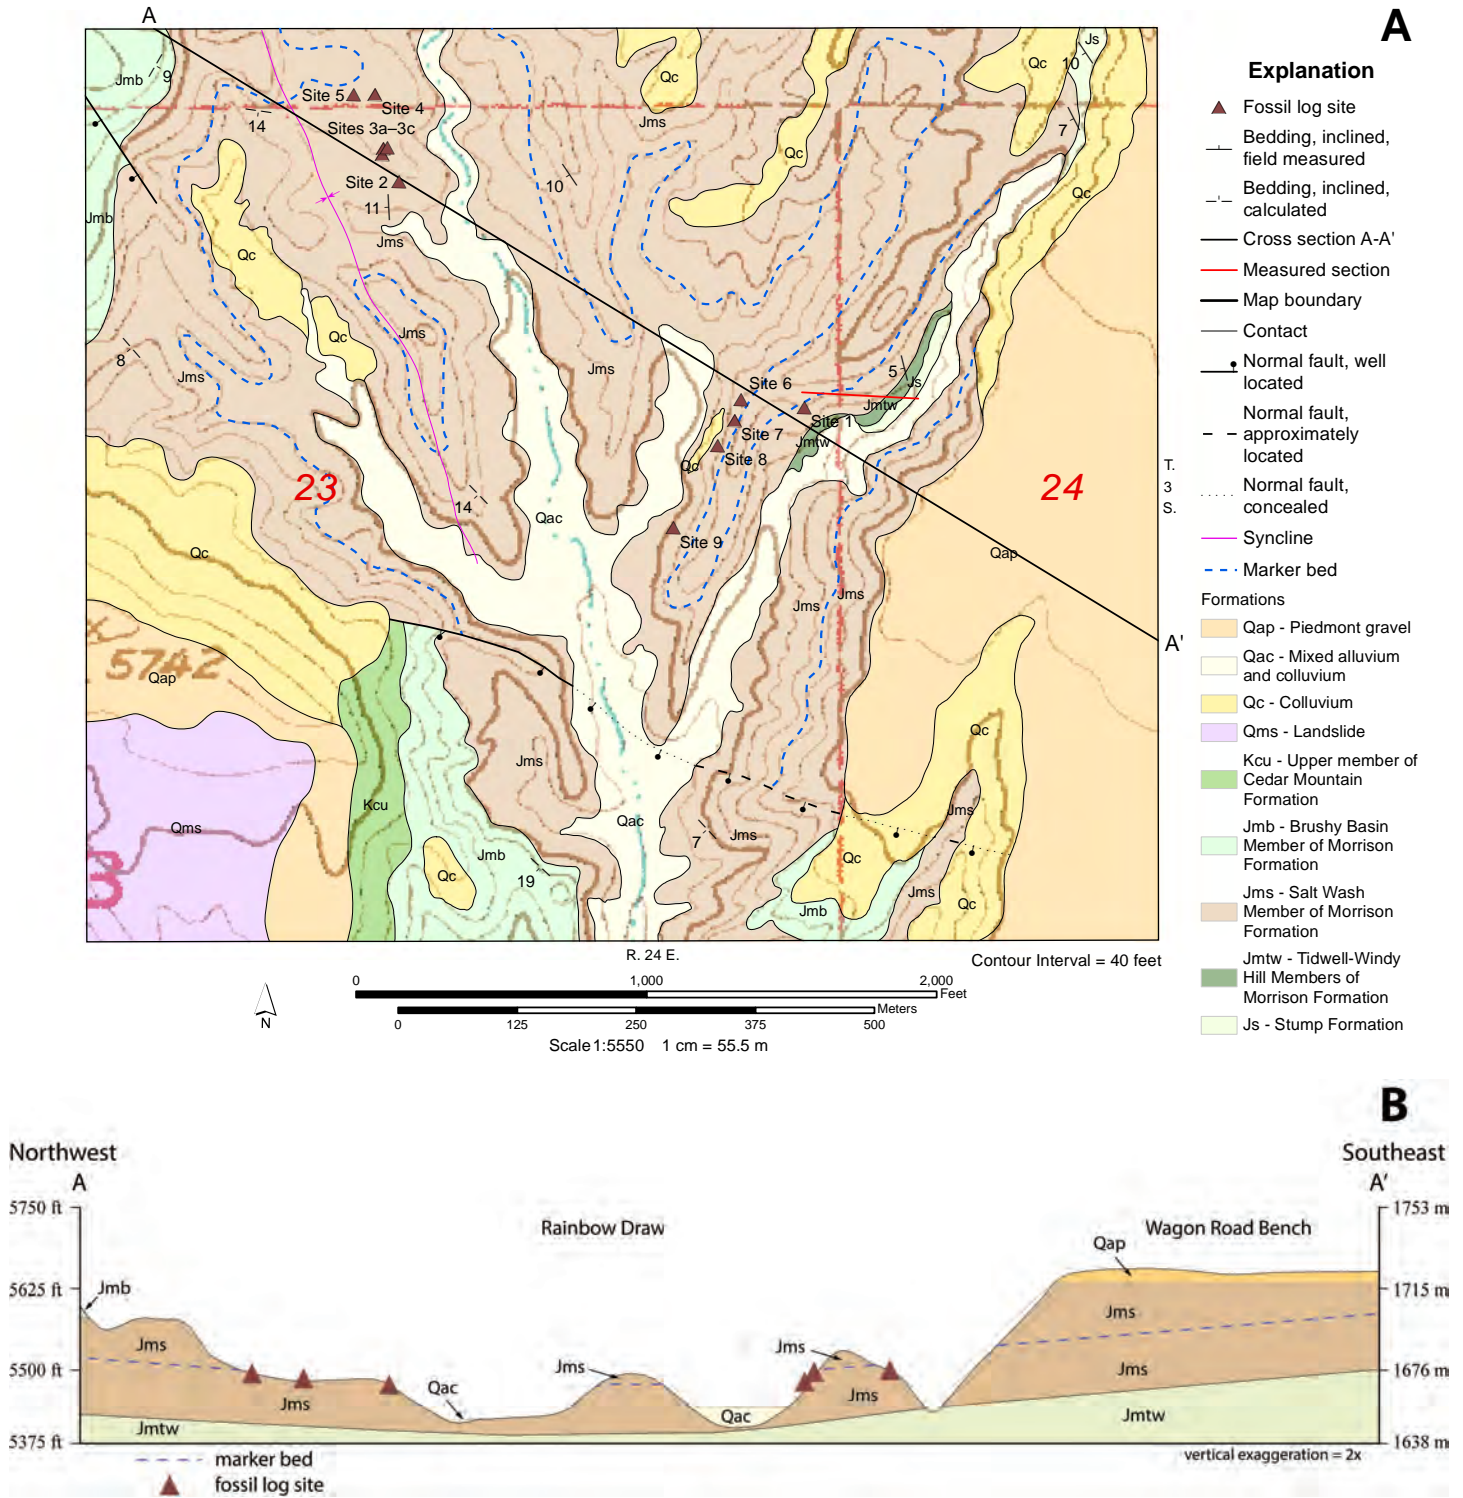 A
A
Explanation
Fossil log site
Bedding, inclined,
field measured
Bedding, inclined,
calculated
Cross section A-A'
Measured section
Map boundary
Contact
Normal fault, well
located
Normal fault,
approximately
located
Normal fault,
concealed
Syncline
Marker bed
Formations
Qap - Piedmont gravel
Qac - Mixed alluvium
and colluvium
Qc - Colluvium
Qms - Landslide
Kcu - Upper member of
Cedar Mountain
Formation
Jmb - Brushy Basin
Member of Morrison
Formation
Jms - Salt Wash
Member of Morrison
Formation
Jmtw - Tidwell-Windy
Hill Members of
Morrison Formation
Js - Stump Formation
Js
Jmb
9
Qc
Qc
10
Site 5
Site 4
14
Jms
Sites 3a–3c
7
Qc
Site 2
10
Qc
11
Jmb
Jms
Qc
Qc
Jms
8
Jms
Jms
5
Js
Site 6
Jmtw
Site 1
Site 7
Jmtw
Site 8
Qc
T.
3
S.
23
14
24
Qac
Site 9
Qc
Qap
Jms
Jms
A'
5742
Qap
Qc
Jms
Kcu
Qms
Qac
7
Jms
Jms
3
Jmb
Qc
Qc
19
Jms
Jmb
Qc
R. 24 E.
Contour Interval = 40 feet
0
1,000
2,000
Feet
Meters
0
125
250
375
500
N
Scale 1:5550 1 cm = 55.5 m
B
Northwest
Southeast
A
A′
5750 ft
1753 m
Rainbow Draw
Wagon Road Bench
Qap
5625 ft
Jmb
1715 m
Jms
Jms
Jms
Jms
5500 ft
1676 m
Jms
Qac
Jms
Jms
Qac
Jmtw
Jmtw
5375 ft
1638 m
marker bed
vertical exaggeration = 2x
fossil log site